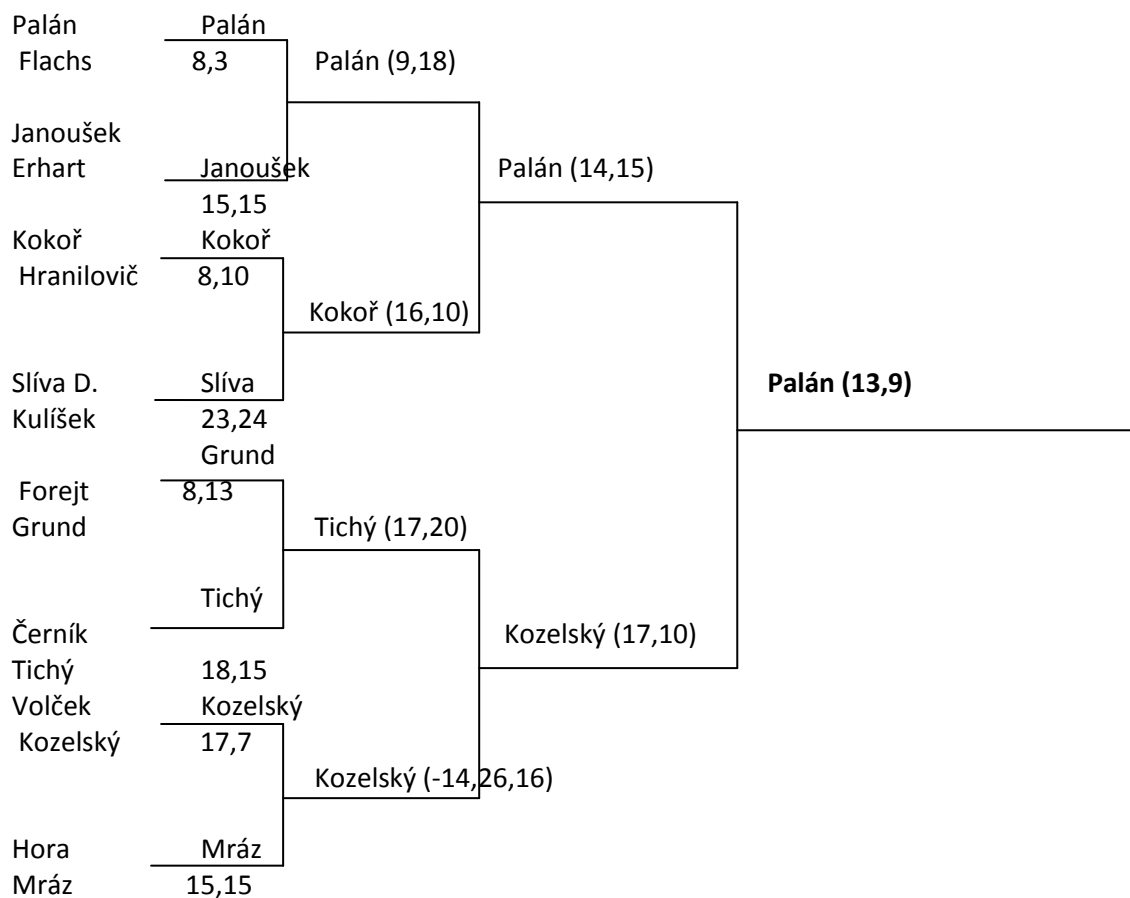 Palán Palán
Flachs 8,3 Palán (9,18)
Janoušek
Erhart Janoušek Palán (14,15)
15,15
Kokoř Kokoř
Hranilovič 8,10
Kokoř (16,10)
Slíva D. Slíva Palán (13,9)
Kulíšek 23,24
Grund
Forejt 8,13
Grund Tichý (17,20)
Tichý
Černík Kozelský (17,10)
Tichý 18,15
Volček Kozelský
Kozelský 17,7
Kozelský (-14,26,16)
Hora Mráz
Mráz 15,15